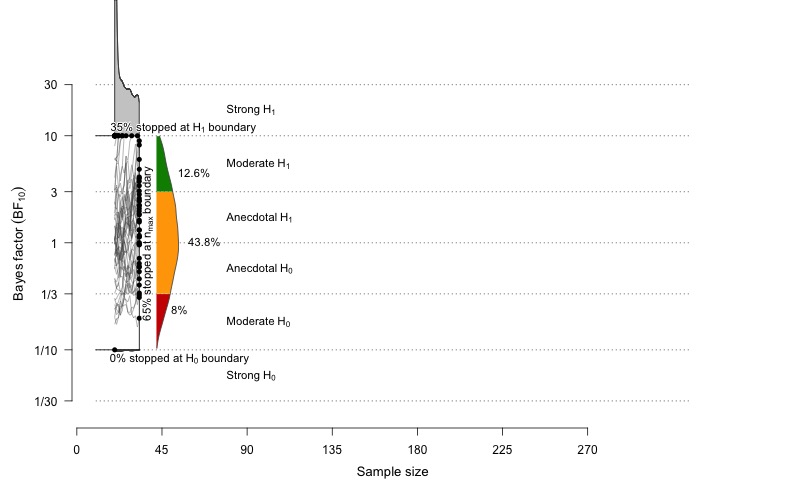 30
Strong H₁
35% stopped at H₁ boundary
10
Moderate H₁
12.6%
3
Anecdotal H₁
65% stopped at nₘₐₓ boundary
Bayes factor (BF₁₀)
1
43.8%
Anecdotal H₀
1/3
8%
Moderate H₀
1/10
0% stopped at H₀ boundary
Strong H₀
1/30
0 45 90 135 180 225 270
Sample size